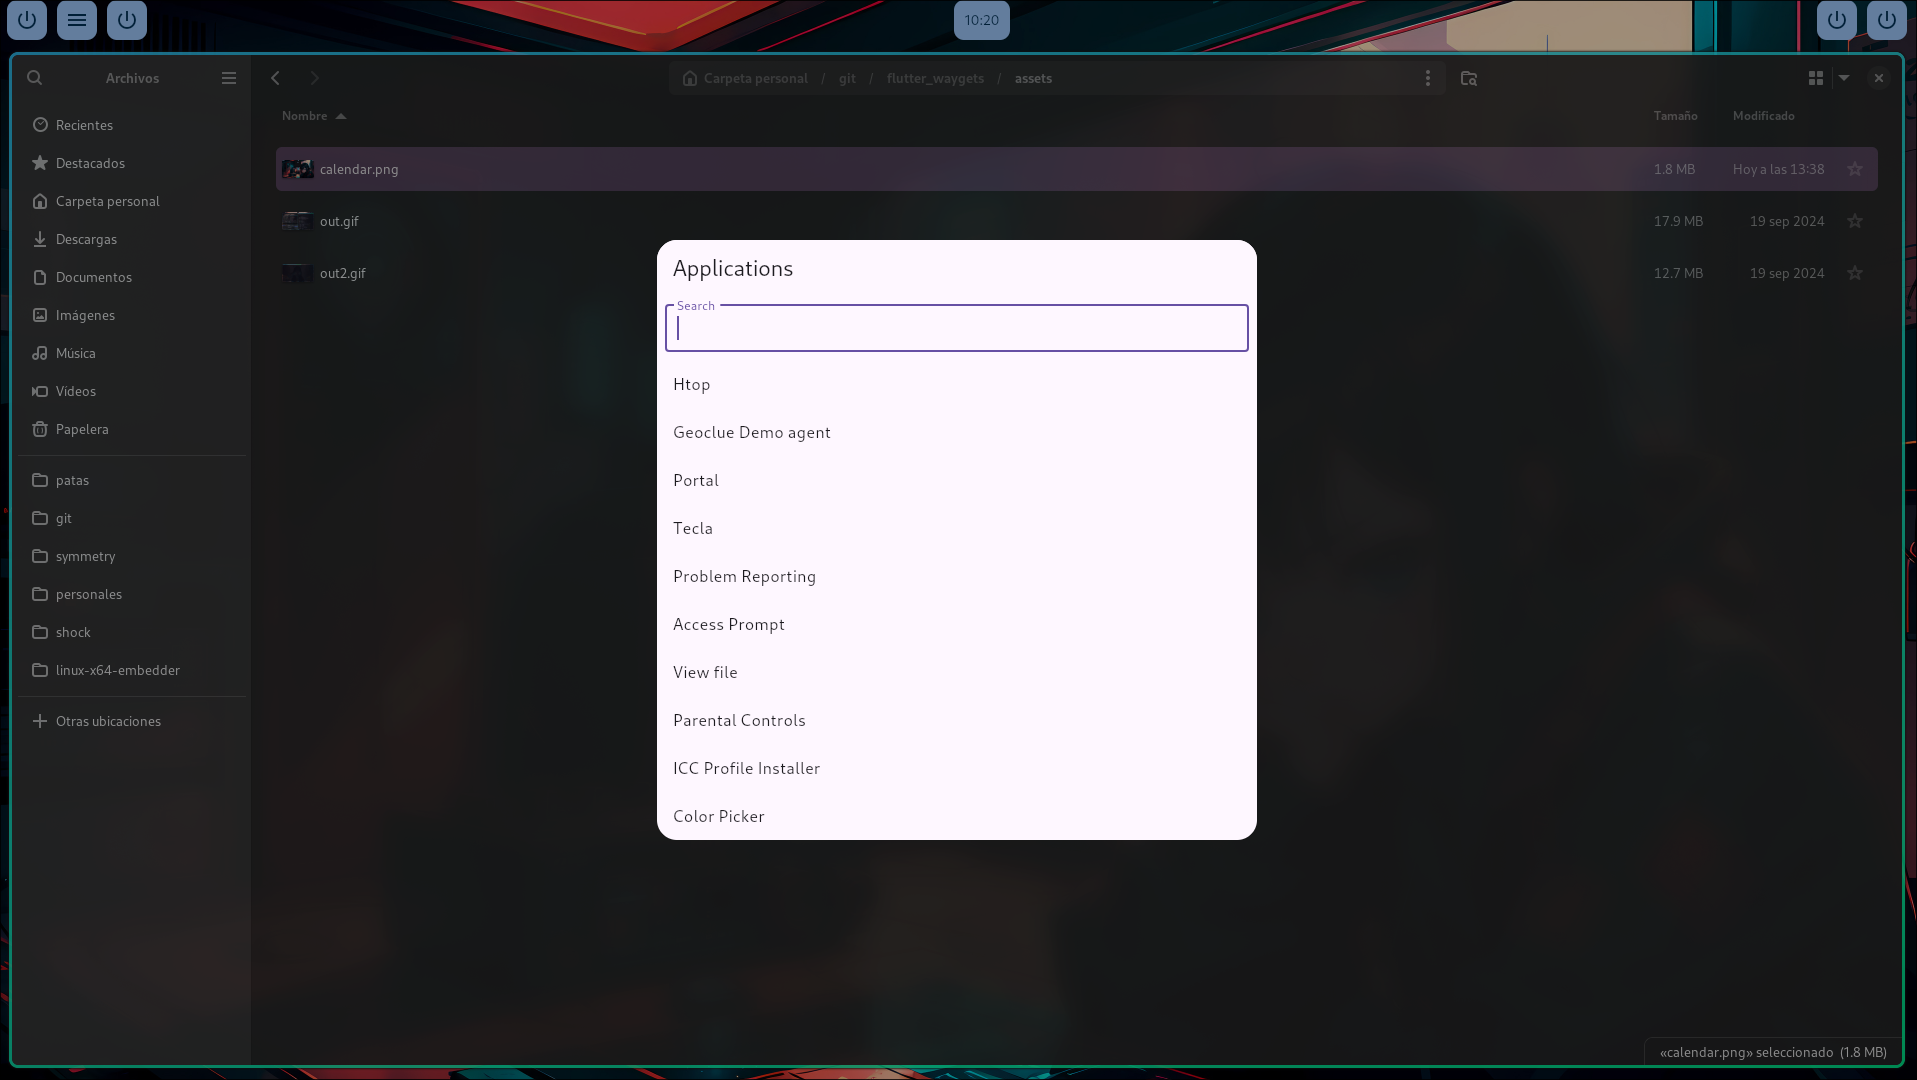 10:20
Archivos
Carpeta personal / git / flutter_waygets / assets
Nombre Tamaño Modificado
Recientes
Destacados
Carpeta personal
Descargas
Documentos
Imágenes
Música
Vídeos
Papelera
patas
git
symmetry
personales
shock
linux-x64-embedder
Otras ubicaciones
calendar.png 1.8 MB Hoy a las 13:38
out.gif 17.9 MB 19 sep 2024
out2.gif 12.7 MB 19 sep 2024
Applications
Search
Htop
Geoclue Demo agent
Portal
Tecla
Problem Reporting
Access Prompt
View file
Parental Controls
ICC Profile Installer
Color Picker
«calendar.png» seleccionado (1.8 MB)